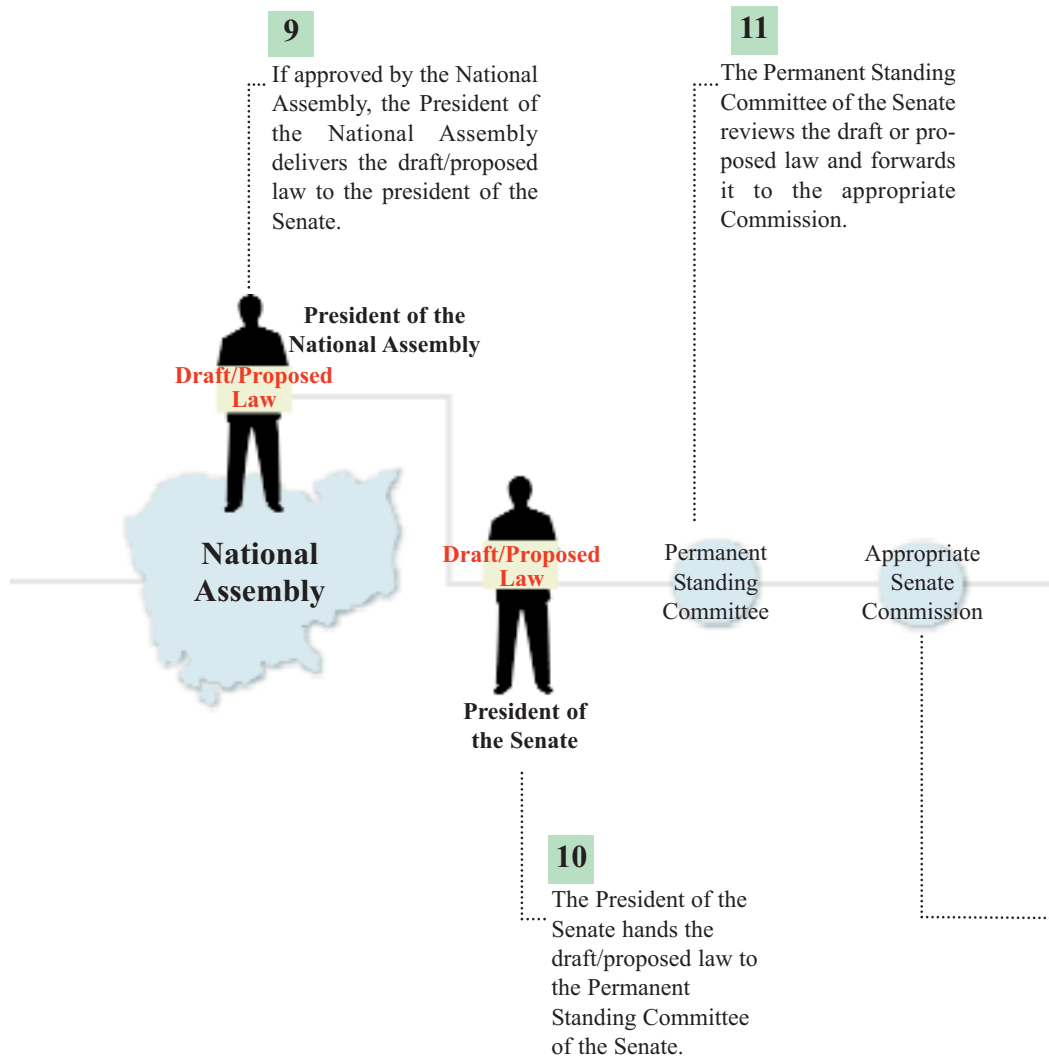 9
If approved by the National
Assembly, the President of
the National Assembly
delivers the draft/proposed
law to the president of the
Senate.
11
The Permanent Standing
Committee of the Senate
reviews the draft or pro-
posed law and forwards
it to the appropriate
Commission.
President of the
National Assembly
Draft/Proposed
Law
National
Assembly
Draft/Proposed
Law
President of
the Senate
Permanent
Standing
Committee
Appropriate
Senate
Commission
10
The President of the
Senate hands the
draft/proposed law to
the Permanent
Standing Committee
of the Senate.